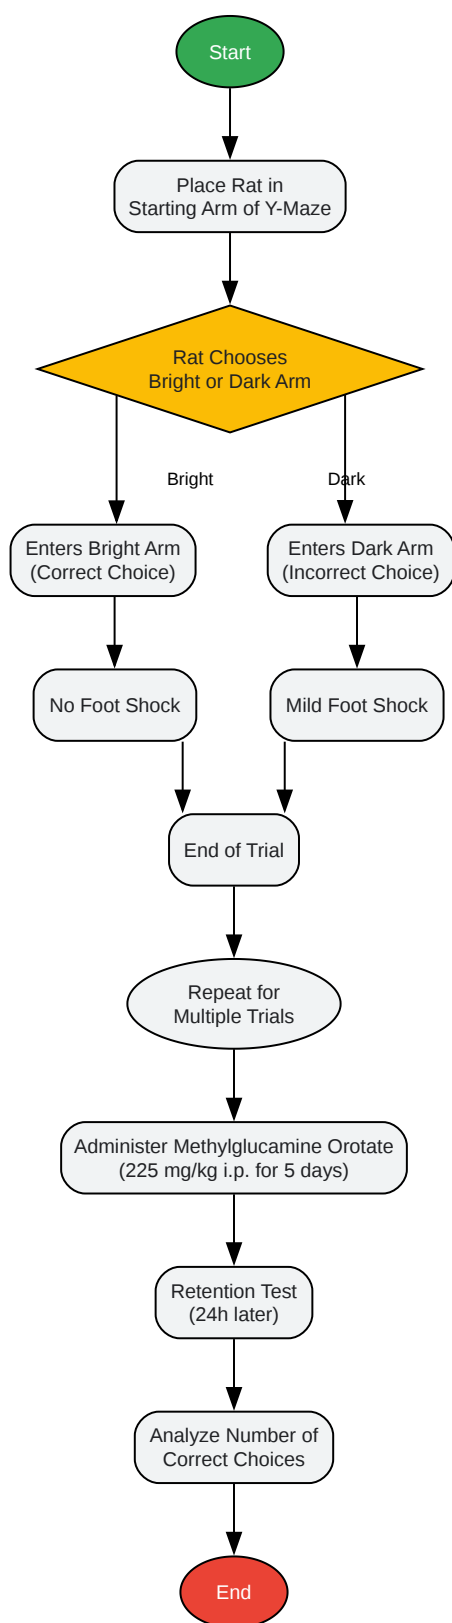 Start
Place Rat in
Starting Arm of Y-Maze
Rat Chooses
Bright or Dark Arm
Bright
Dark
Enters Bright Arm
(Correct Choice)
Enters Dark Arm
(Incorrect Choice)
No Foot Shock
Mild Foot Shock
End of Trial
Repeat for
Multiple Trials
Administer Methylglucamine Orotate
(225 mg/kg i.p. for 5 days)
Retention Test
(24h later)
Analyze Number of
Correct Choices
End